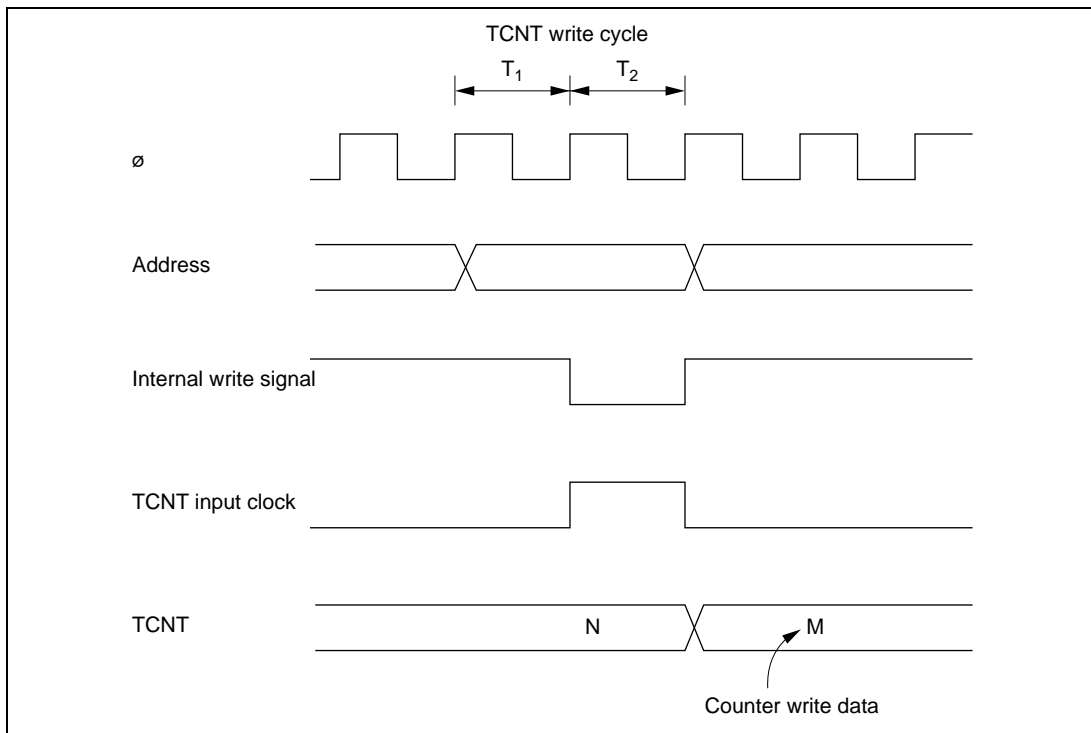 TCNT write cycle
T1 T2
ø
Address
Internal write signal
TCNT input clock
TCNT N M
Counter write data